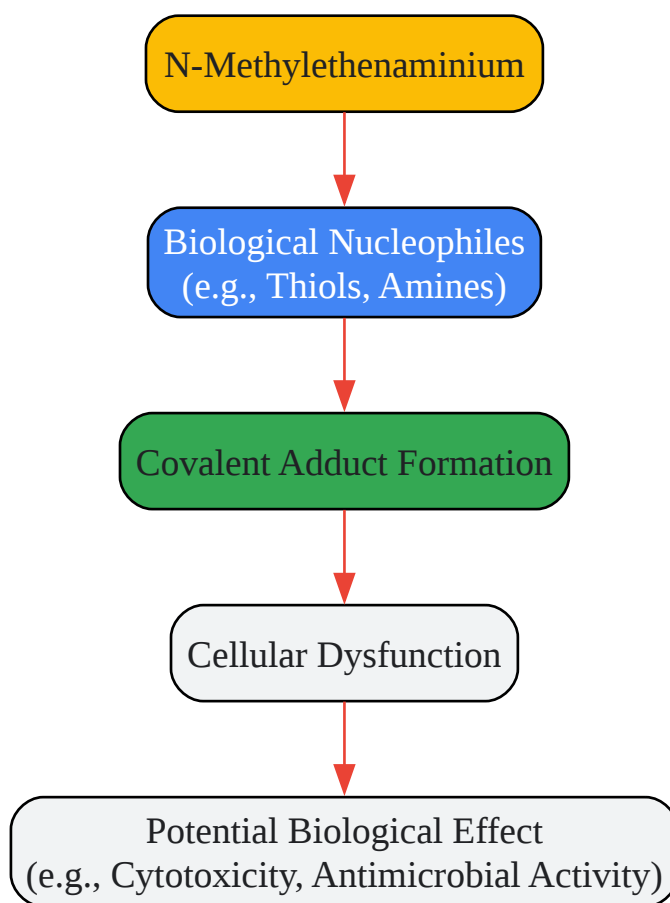 N-Methylethenaminium
Biological Nucleophiles
(e.g., Thiols, Amines)
Covalent Adduct Formation
Cellular Dysfunction
Potential Biological Effect
(e.g., Cytotoxicity, Antimicrobial Activity)